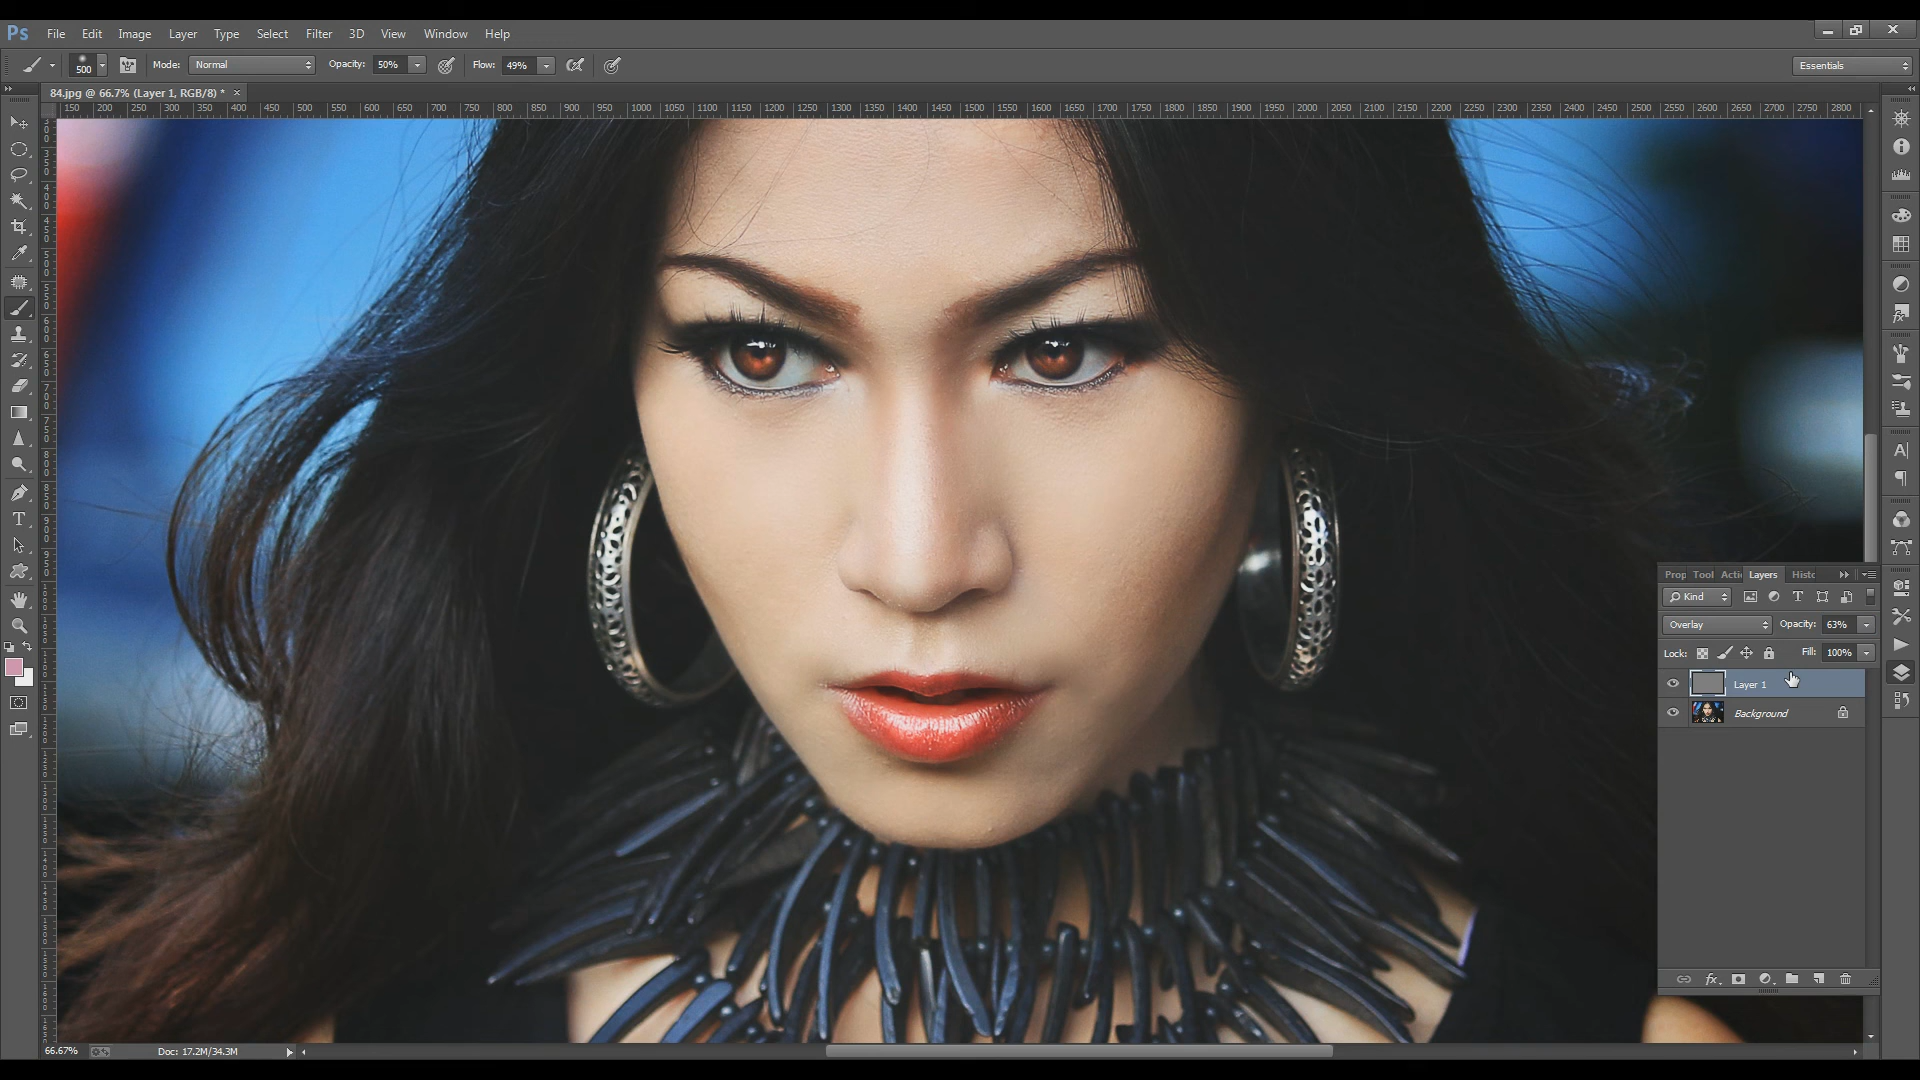 Ps File Edit Image Layer Type Select Filter 3D View Window Help
500 Mode: Normal Opacity: 50% Flow: 49% Essentials
84.jpg @ 66.7% (Layer 1, RGB/8) * ×
150 200 250 300 350 400 450 500 550 600 650 700 750 800 850 900 950 1000 1050 1100 1150 1200 1250 1300 1350 1400 1450 1500 1550 1600 1650 1700 1750 1800 1850 1900 1950 2000 2050 2100 2150 2200 2250 2300 2350 2400 2450 2500 2550 2600 2650 2700 2750 2800
Prop Tool Acti Layers Histo
Kind
Overlay Opacity: 63%
Lock: Fill: 100%
Layer 1
Background
66.67% Doc: 17.2M/34.3M